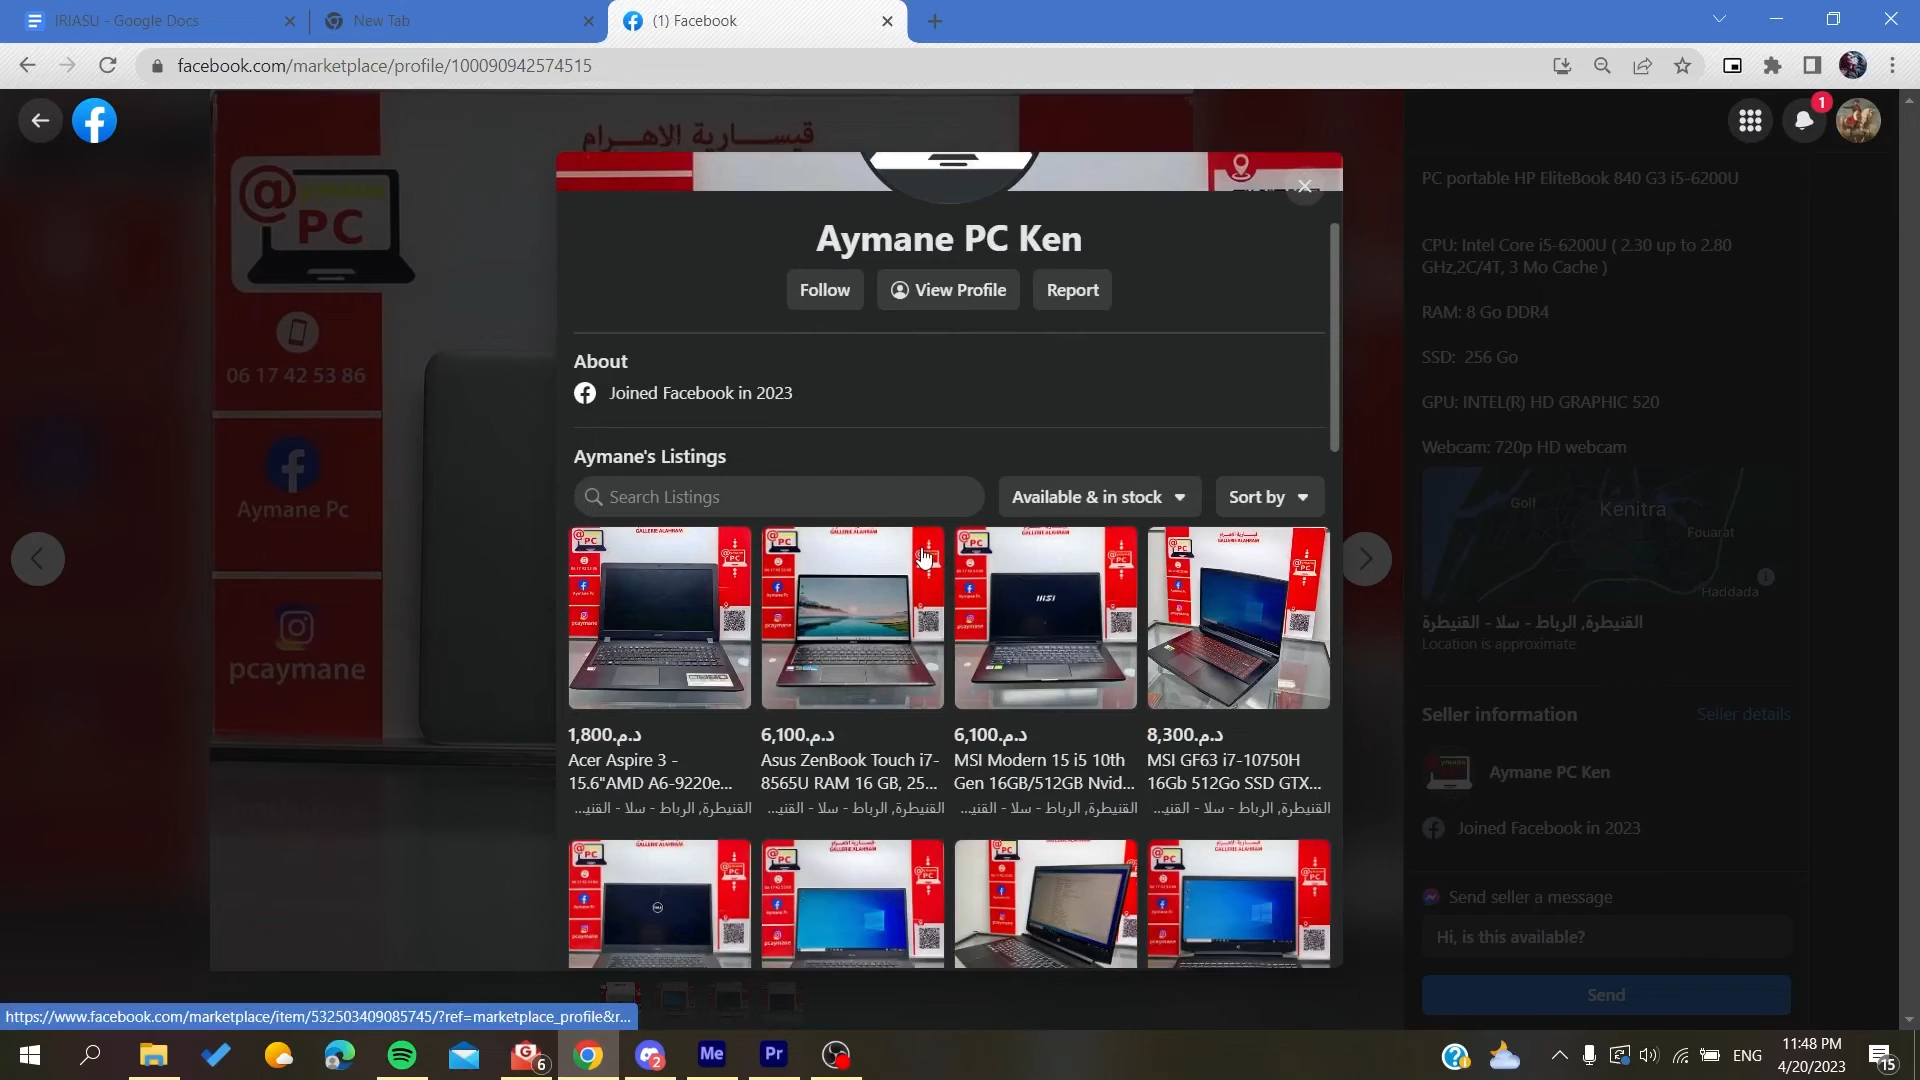 IRIASU - Google Docs
New Tab
(1) Facebook
facebook.com/marketplace/profile/100090942574515
قيسارية الاهرام
1
@
PC
06 17 42 53 86
Aymane Pc
pcaymane
Aymane PC Ken
Follow
View Profile
Report
About
Joined Facebook in 2023
Aymane's Listings
Search Listings
Available & in stock
Sort by
د.م.1,800
Acer Aspire 3 -
15.6"AMD A6-9220e...
القنيطرة, الرباط - سلا - القني...
د.م.6,100
Asus ZenBook Touch i7-
8565U RAM 16 GB, 25...
القنيطرة, الرباط - سلا - القني...
د.م.6,100
MSI Modern 15 i5 10th
Gen 16GB/512GB Nvid...
القنيطرة, الرباط - سلا - القني...
د.م.8,300
MSI GF63 i7-10750H
16Gb 512Go SSD GTX...
القنيطرة, الرباط - سلا - القني...
PC portable HP EliteBook 840 G3 i5-6200U
CPU: Intel Core i5-6200U ( 2.30 up to 2.80
GHz,2C/4T, 3 Mo Cache )
RAM: 8 Go DDR4
SSD:  256 Go
GPU: INTEL(R) HD GRAPHIC 520
Webcam: 720p HD webcam
Golf
Kenitra
Fouarat
Haddada
القنيطرة, الرباط - سلا - القنيطرة
Location is approximate
Seller information
Seller details
Aymane PC Ken
Joined Facebook in 2023
Send seller a message
Hi, is this available?
Send
https://www.facebook.com/marketplace/item/532503409085745/?ref=marketplace_profile&r...
6
2
Me
Pr
ENG
11:48 PM
4/20/2023
15